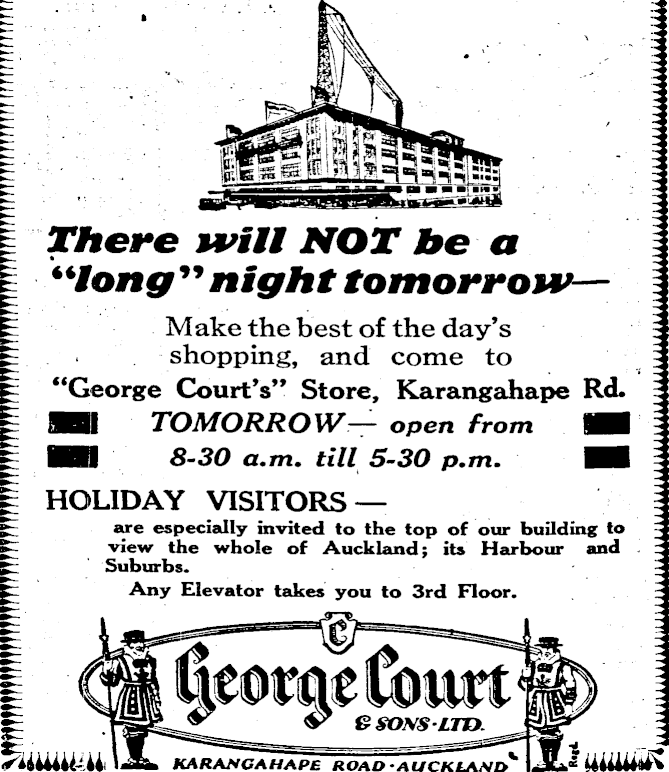 There will NOT be a
"long" night tomorrow—
Make the best of the day's
shopping, and come to
"George Court's" Store, Karangahape Rd.
TOMORROW— open from
8-30 a.m. till 5-30 p.m.
HOLIDAY VISITORS —
are especially invited to the top of our building to
view the whole of Auckland; its Harbour and
Suburbs.
Any Elevator takes you to 3rd Floor.
C
George Court
& SONS · LTD.
KARANGAHAPE ROAD · AUCKLAND
Reed